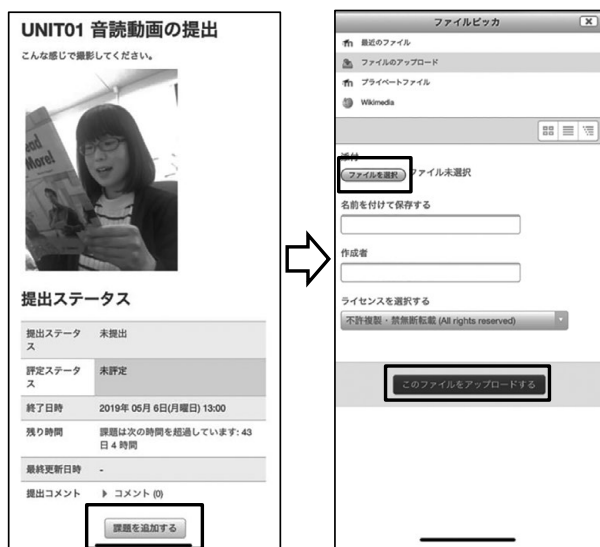 UNIT01 音読動画の提出
こんな感じで撮影してください。
Read
More!
提出ステータス
提出ステータ
ス
未提出
評定ステータ
ス
未評定
終了日時
2019年 05月 6日(月曜日) 13:00
残り時間
課題は次の時間を超過しています: 43
日 4 時間
最終更新日時
-
提出コメント
▶ コメント (0)
課題を追加する
ファイルピッカ
X
最近のファイル
ファイルのアップロード
プライベートファイル
Wikimedia
添付
ファイルを選択 ファイル未選択
名前を付けて保存する
作成者
ライセンスを選択する
不許複製・禁無断転載 (All rights reserved)
このファイルをアップロードする